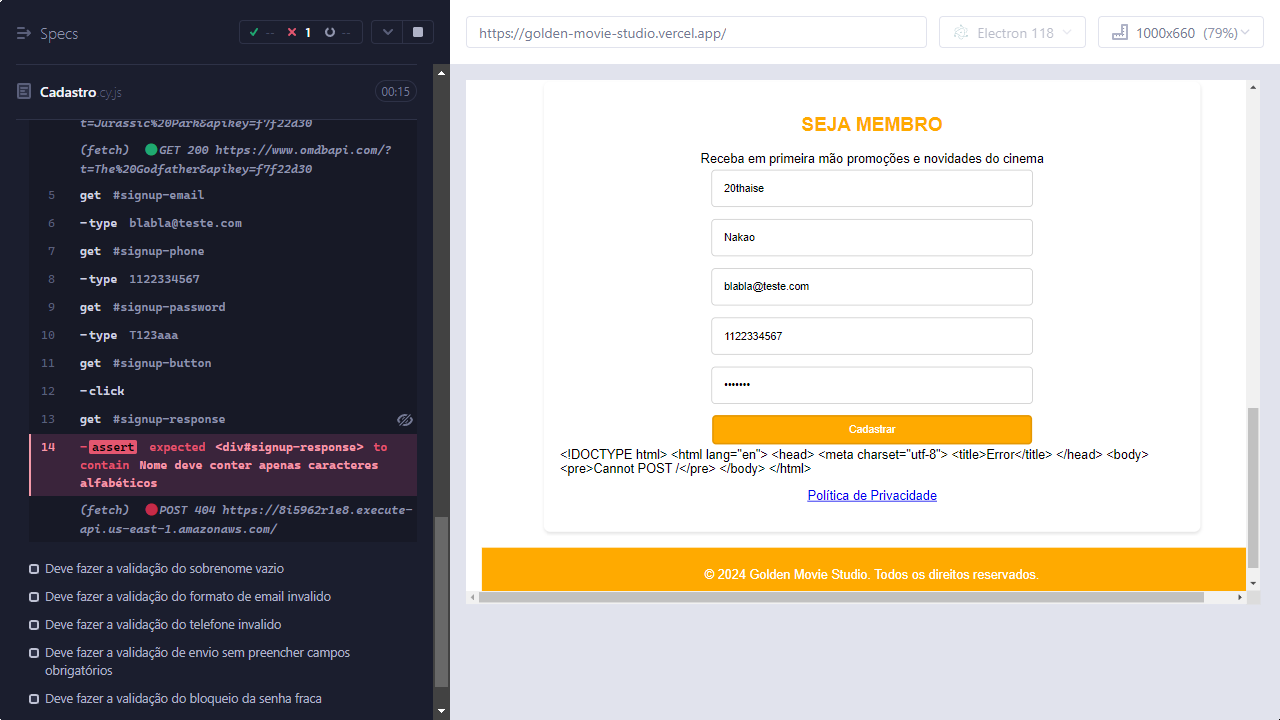 Specs
-- 1 --
Cadastro.cy.js
00:15
t=Jurassic%20Park&apikey=f7f22d30
(fetch) GET 200 https://www.omdbapi.com/?
t=The%20Godfather&apikey=f7f22d30
5 get #signup-email
6 -type blabla@teste.com
7 get #signup-phone
8 -type 1122334567
9 get #signup-password
10 -type T123aaa
11 get #signup-button
12 -click
13 get #signup-response
14 -assert expected <div#signup-response> to
contain Nome deve conter apenas caracteres
alfabéticos
(fetch) POST 404 https://8i5962r1e8.execute-
api.us-east-1.amazonaws.com/
Deve fazer a validação do sobrenome vazio
Deve fazer a validação do formato de email invalido
Deve fazer a validação do telefone invalido
Deve fazer a validação de envio sem preencher campos
obrigatórios
Deve fazer a validação do bloqueio da senha fraca
https://golden-movie-studio.vercel.app/
Electron 118
1000x660 (79%)
SEJA MEMBRO
Receba em primeira mão promoções e novidades do cinema
20thaise
Nakao
blabla@teste.com
1122334567
•••••••
Cadastrar
<!DOCTYPE html> <html lang="en"> <head> <meta charset="utf-8"> <title>Error</title> </head> <body>
<pre>Cannot POST /</pre> </body> </html>
Política de Privacidade
© 2024 Golden Movie Studio. Todos os direitos reservados.